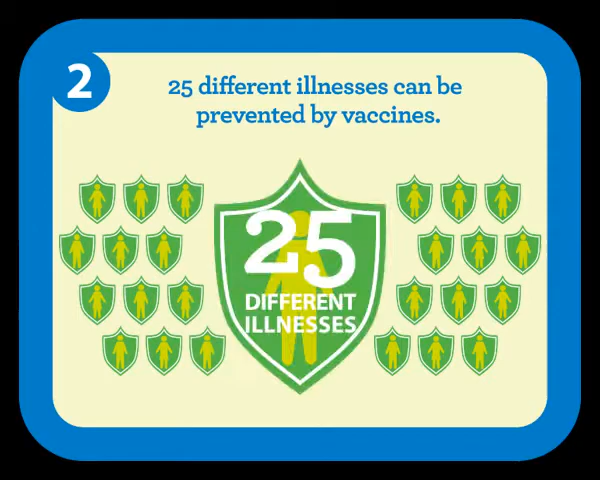 2
25 different illnesses can be
prevented by vaccines.
25
DIFFERENT
ILLNESSES